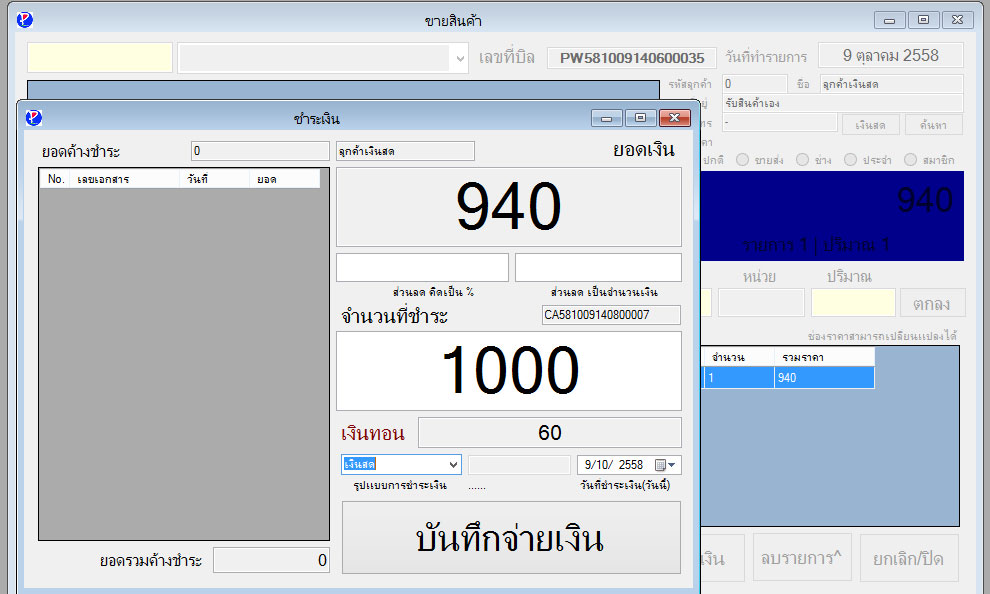 ขายสินค้า
เลขที่บิล PW581009140600035 วันที่ทำรายการ 9 ตุลาคม 2558
รหัสลูกค้า 0 ชื่อ ลูกค้าเงินสด
รับสินค้าเอง
- เงินสด ค้นหา
ปกติ ขายส่ง ช่าง ประจำ สมาชิก
940
รายการ 1 | ปริมาณ 1
หน่วย ปริมาณ
ตกลง
ช่องราคาสามารถเปลี่ยนแปลงได้
จำนวน รวมราคา
1 940
ลบรายการ^ ยกเลิก/ปิด
ชำระเงิน
ยอดค้างชำระ 0 ลูกค้าเงินสด ยอดเงิน
No. เลขเอกสาร วันที่ ยอด
940
ส่วนลด คิดเป็น % ส่วนลด เป็นจำนวนเงิน
จำนวนที่ชำระ CA581009140800007
1000
เงินทอน 60
เงินสด 9/10/ 2558
รูปแบบการชำระเงิน ...... วันที่ชำระเงิน(วันนี้)
บันทึกจ่ายเงิน
ยอดรวมค้างชำระ 0